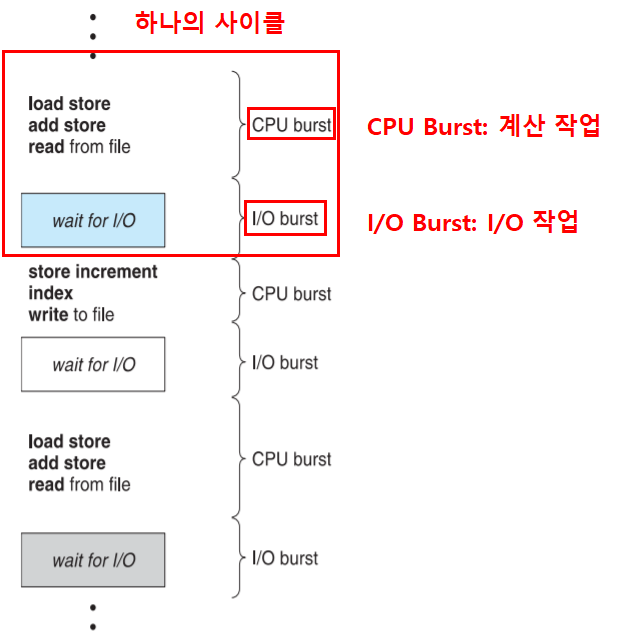 하나의 사이클
load store
add store
read from file
CPU burst
CPU Burst: 계산 작업
wait for I/O
I/O burst
I/O Burst: I/O 작업
store increment
index
write to file
CPU burst
wait for I/O
I/O burst
load store
add store
read from file
CPU burst
wait for I/O
I/O burst